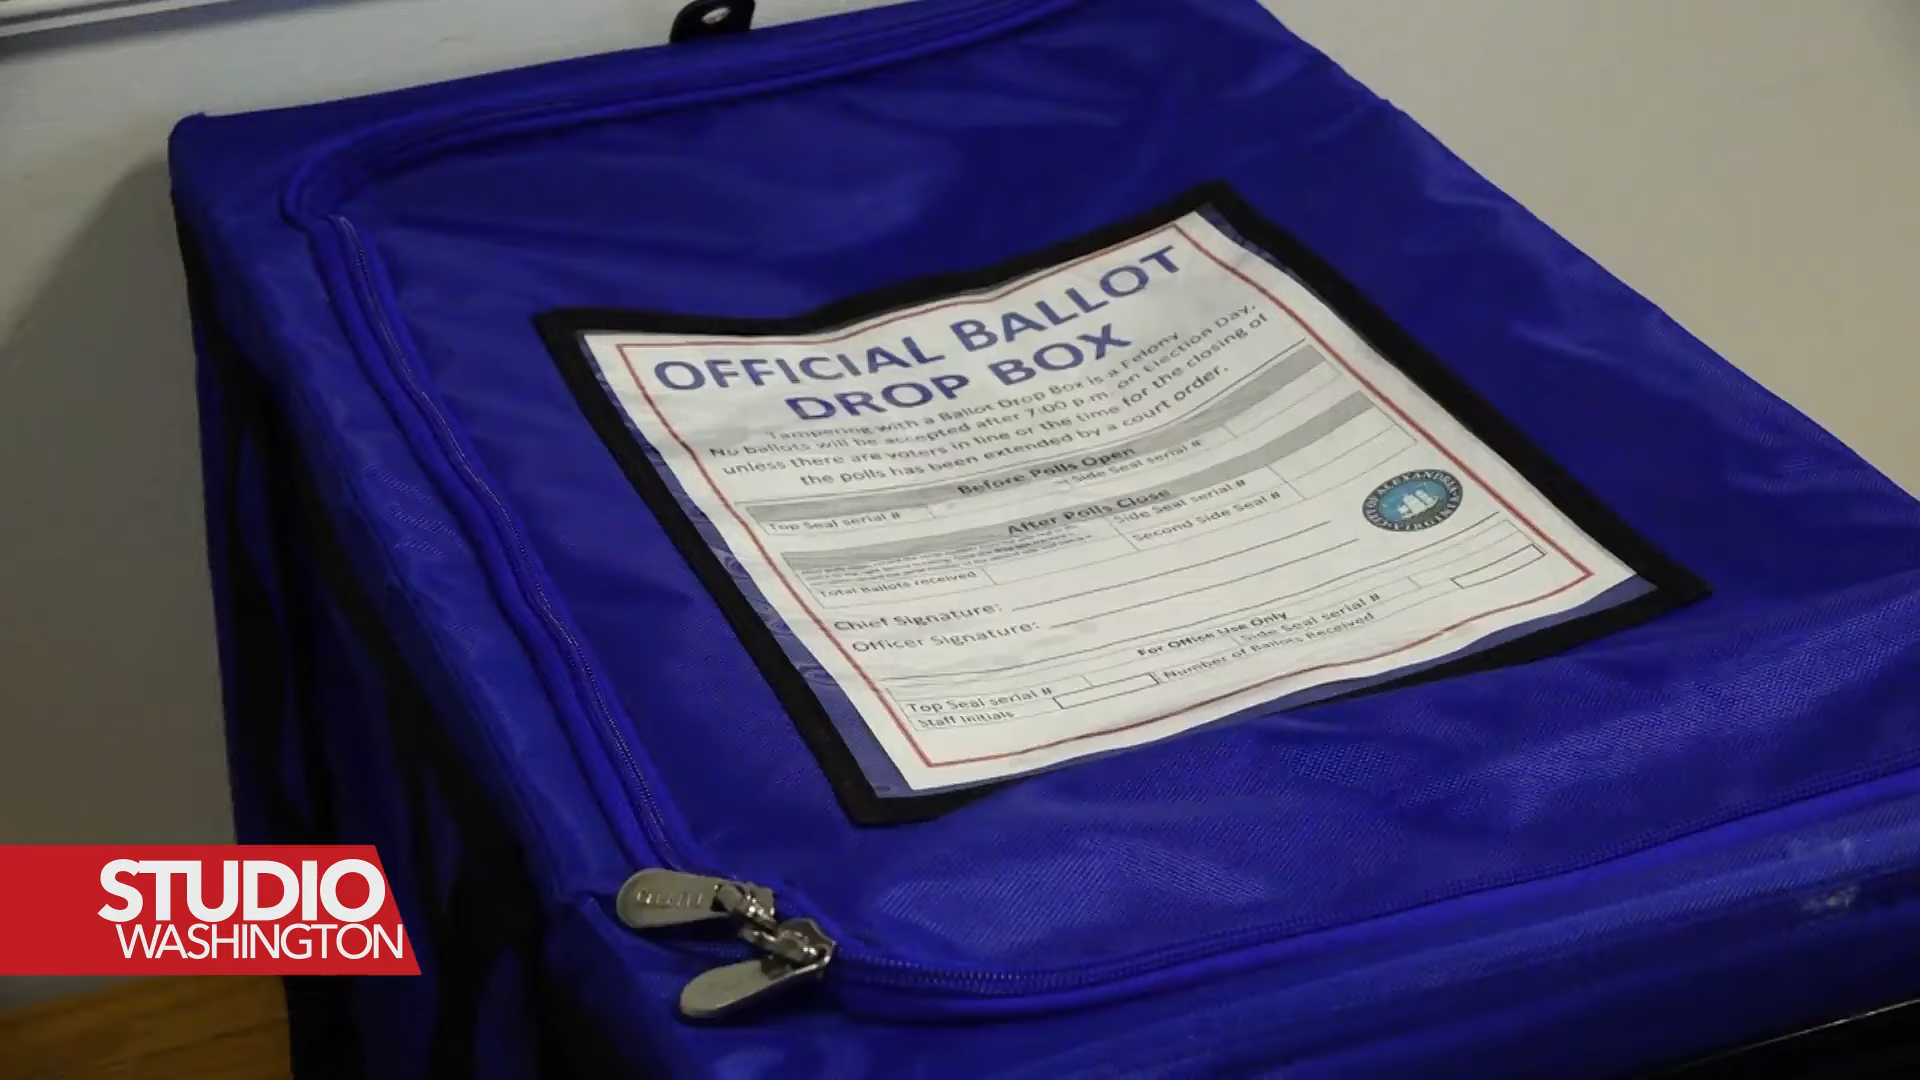 OFFICIAL BALLOT
DROP BOX
Tampering with a Ballot Drop Box is a Felony
No ballots will be accepted after 7:00 p.m. on Election Day,
unless there are voters in line or the time for the closing of
the polls has been extended by a court order.
Before Polls Open
Top Seal serial #
Side Seal serial #
After Polls Close
Side Seal serial #
Second Side Seal #
Total Ballots received
Chief Signature:
Officer Signature:
CITY OF ALEXANDRIA
VIRGINIA
For Office Use Only
Top Seal serial #
Side Seal serial #
Staff Initials
Number of Ballots Received
STUDIO
WASHINGTON